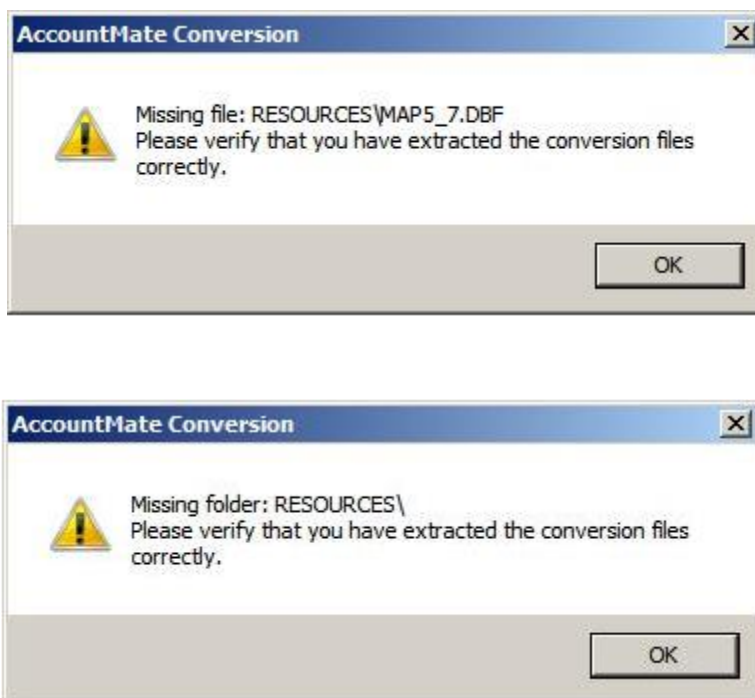 AccountMate Conversion
Missing file: RESOURCES\MAP5_7.DBF
Please verify that you have extracted the conversion files
correctly.
OK
AccountMate Conversion
Missing folder: RESOURCES\
Please verify that you have extracted the conversion files
correctly.
OK